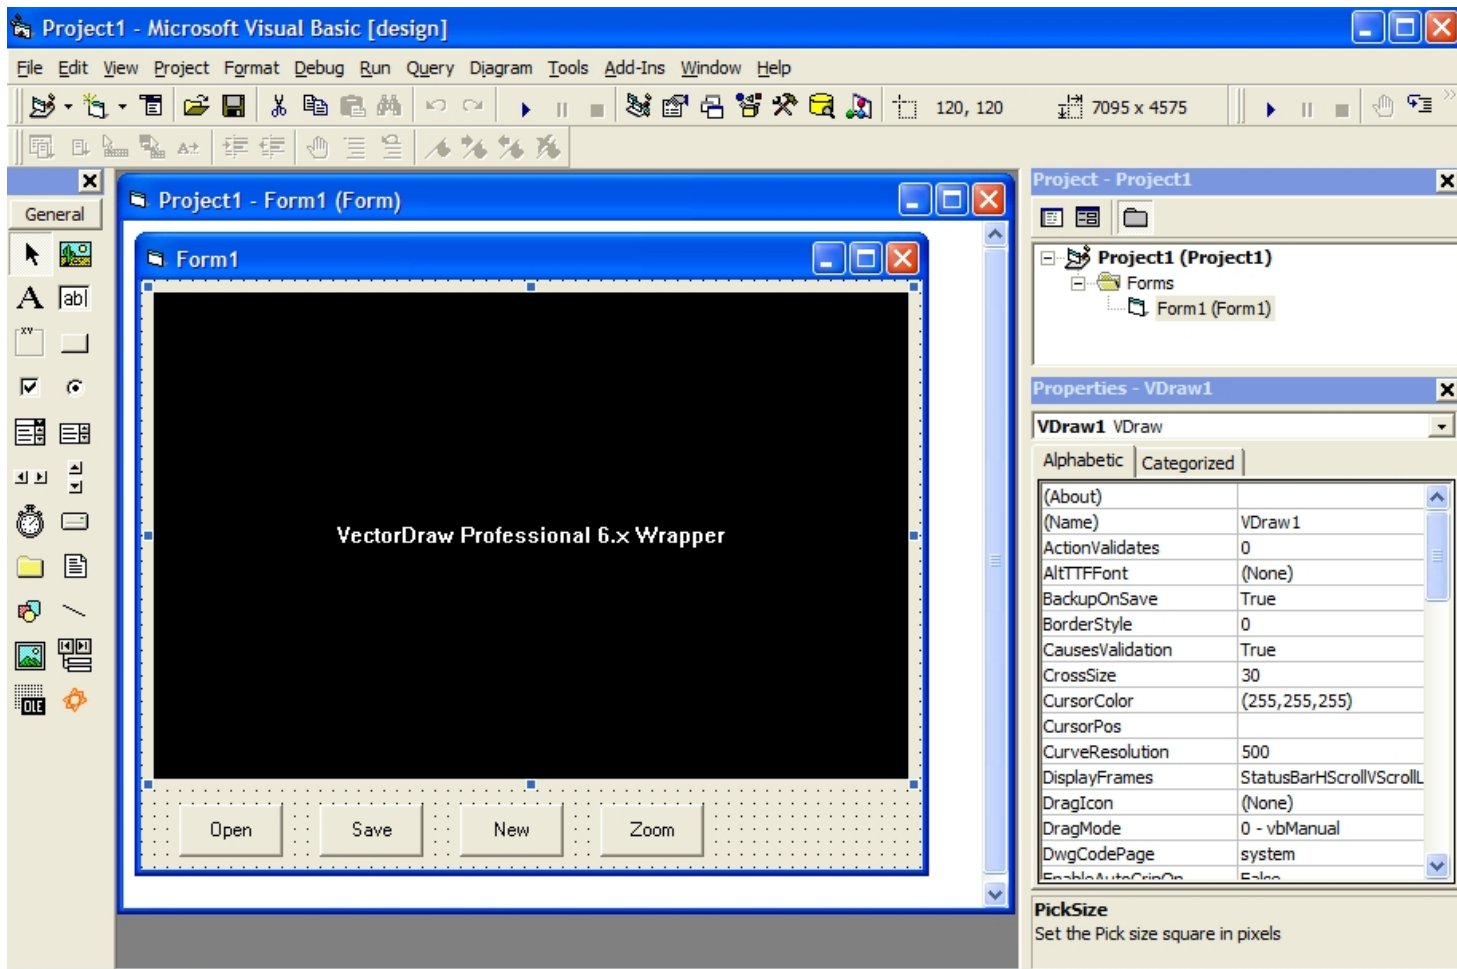 Project1 - Microsoft Visual Basic [design]
File Edit View Project Format Debug Run Query Diagram Tools Add-Ins Window Help
120, 120 7095 x 4575
General
A ab|
XY
OLE
Project1 - Form1 (Form)
Form1
VectorDraw Professional 6.x Wrapper
Open Save New Zoom
Project - Project1
Project1 (Project1)
Forms
Form1 (Form1)
Properties - VDraw1
VDraw1 VDraw
Alphabetic Categorized
(About)
(Name) VDraw1
ActionValidates 0
AltTTFFont (None)
BackupOnSave True
BorderStyle 0
CausesValidation True
CrossSize 30
CursorColor (255,255,255)
CursorPos
CurveResolution 500
DisplayFrames StatusBarHScrollVScrollL
DragIcon (None)
DragMode 0 - vbManual
DwgCodePage system
False
PickSize
Set the Pick size square in pixels